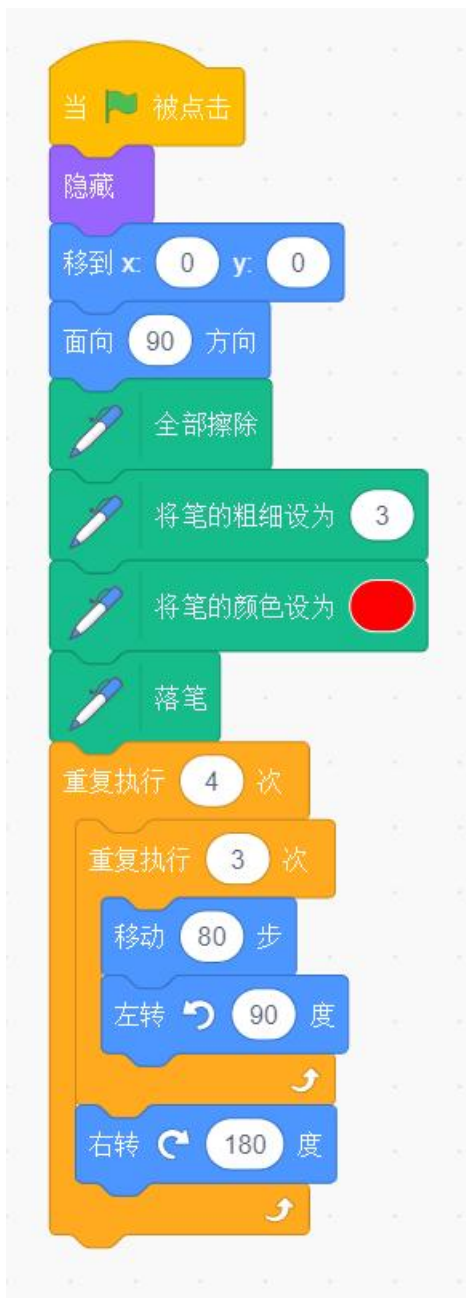 当 被点击
隐藏
移到 x: 0 y: 0
面向 90 方向
全部擦除
将笔的粗细设为 3
将笔的颜色设为
落笔
重复执行 4 次
重复执行 3 次
移动 80 步
左转 90 度
右转 180 度